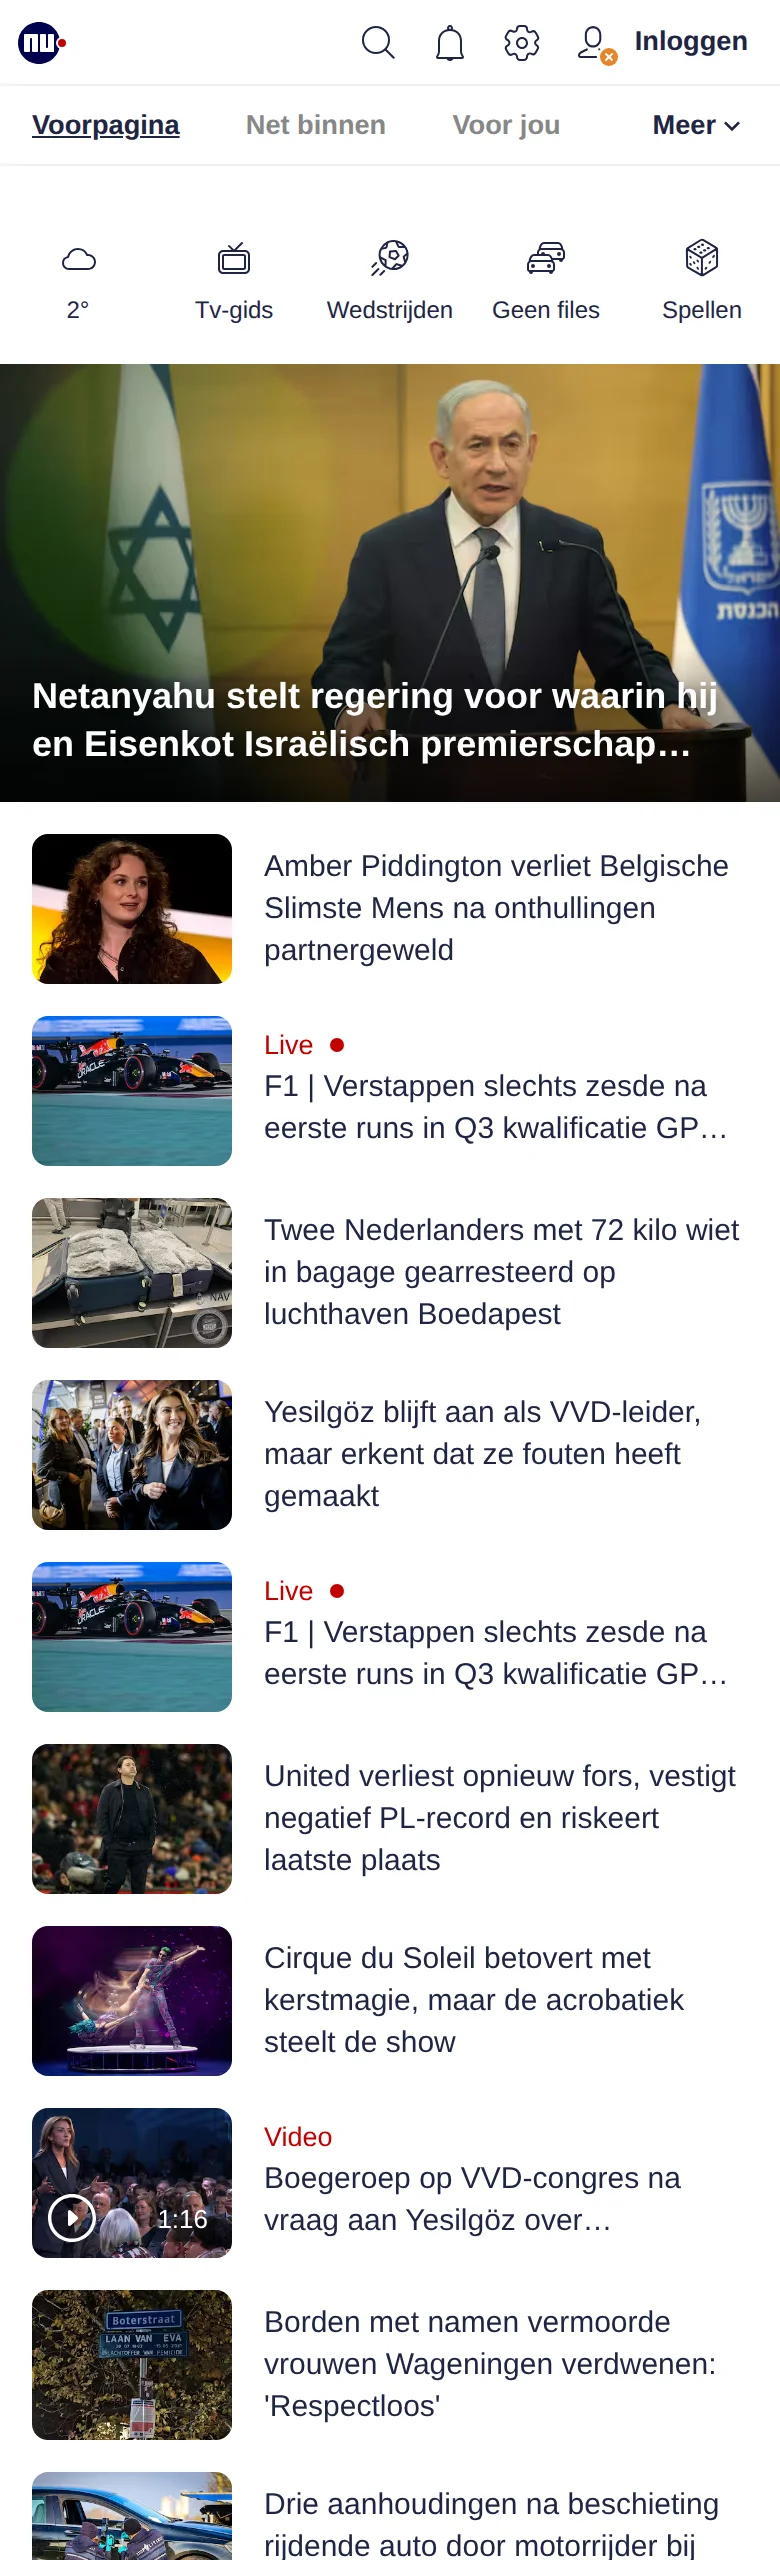 nu
Inloggen
Voorpagina
Net binnen
Voor jou
Meer
2°
Tv-gids
Wedstrijden
Geen files
Spellen
הכנסת
Netanyahu stelt regering voor waarin hij
en Eisenkot Israëlisch premierschap…
Amber Piddington verliet Belgische
Slimste Mens na onthullingen
partnergeweld
ORACLE
Live
F1 | Verstappen slechts zesde na
eerste runs in Q3 kwalificatie GP…
NAV
Twee Nederlanders met 72 kilo wiet
in bagage gearresteerd op
luchthaven Boedapest
Yesilgöz blijft aan als VVD-leider,
maar erkent dat ze fouten heeft
gemaakt
ORACLE
Live
F1 | Verstappen slechts zesde na
eerste runs in Q3 kwalificatie GP…
United verliest opnieuw fors, vestigt
negatief PL-record en riskeert
laatste plaats
Cirque du Soleil betovert met
kerstmagie, maar de acrobatiek
steelt de show
1:16
Video
Boegeroep op VVD-congres na
vraag aan Yesilgöz over…
Boterstraat
LAAN VAN EVA
SLACHTOFFER VAN FEMICIDE
Borden met namen vermoorde
vrouwen Wageningen verdwenen:
'Respectloos'
Drie aanhoudingen na beschieting
rijdende auto door motorrijder bij